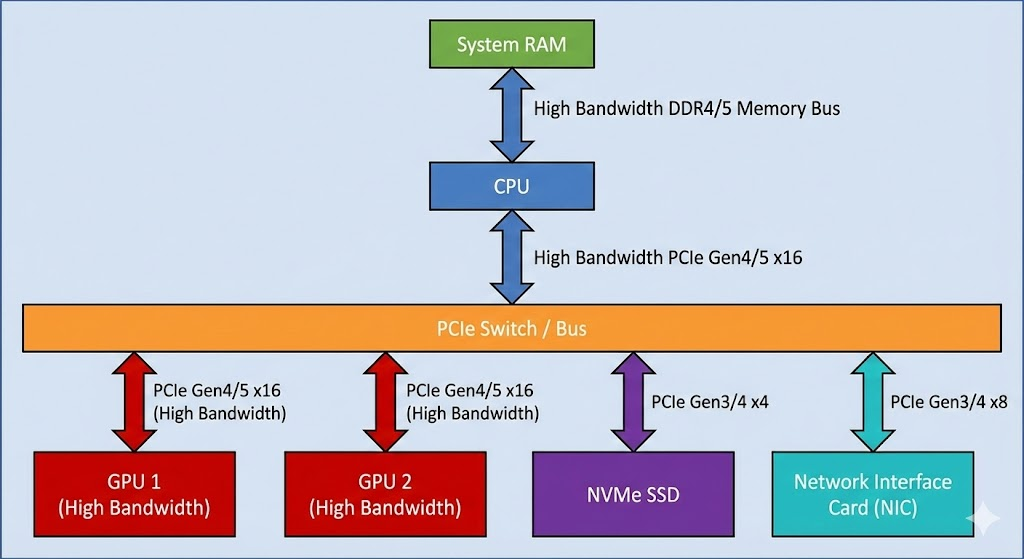 System RAM
High Bandwidth DDR4/5 Memory Bus
CPU
High Bandwidth PCIe Gen4/5 x16
PCIe Switch / Bus
PCIe Gen4/5 x16
(High Bandwidth)
PCIe Gen4/5 x16
(High Bandwidth)
PCIe Gen3/4 x4
PCIe Gen3/4 x8
GPU 1
(High Bandwidth)
GPU 2
(High Bandwidth)
NVMe SSD
Network Interface
Card (NIC)